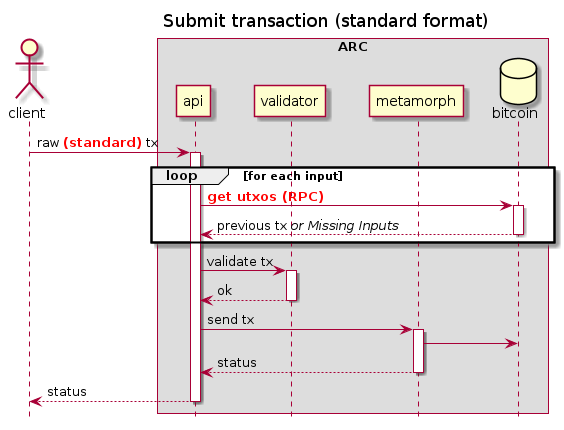 Submit transaction (standard format)
ARC
client
api
validator
metamorph
bitcoin
raw (standard) tx
loop [for each input]
get utxos (RPC)
previous tx or Missing Inputs
validate tx
ok
send tx
status
status